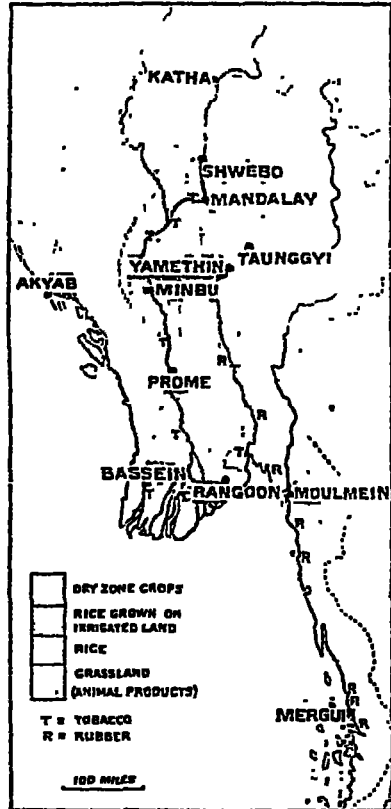 KATHA
SHWEBO
MANDALAY
TAUNGGYI
YAMETHIN
AKYAB
MINBU
PROME
BASSEIN
RANGOON
MOULMEIN
DRY ZONE CROPS
RICE GROWN ON
IRRIGATED LAND
RICE
GRASSLAND
(ANIMAL PRODUCTS)
T = TOBACCO
R = RUBBER
MERGUI
100 MILES
T
T
T
T
T
T
T
R
R
R
R
R
R
R
R